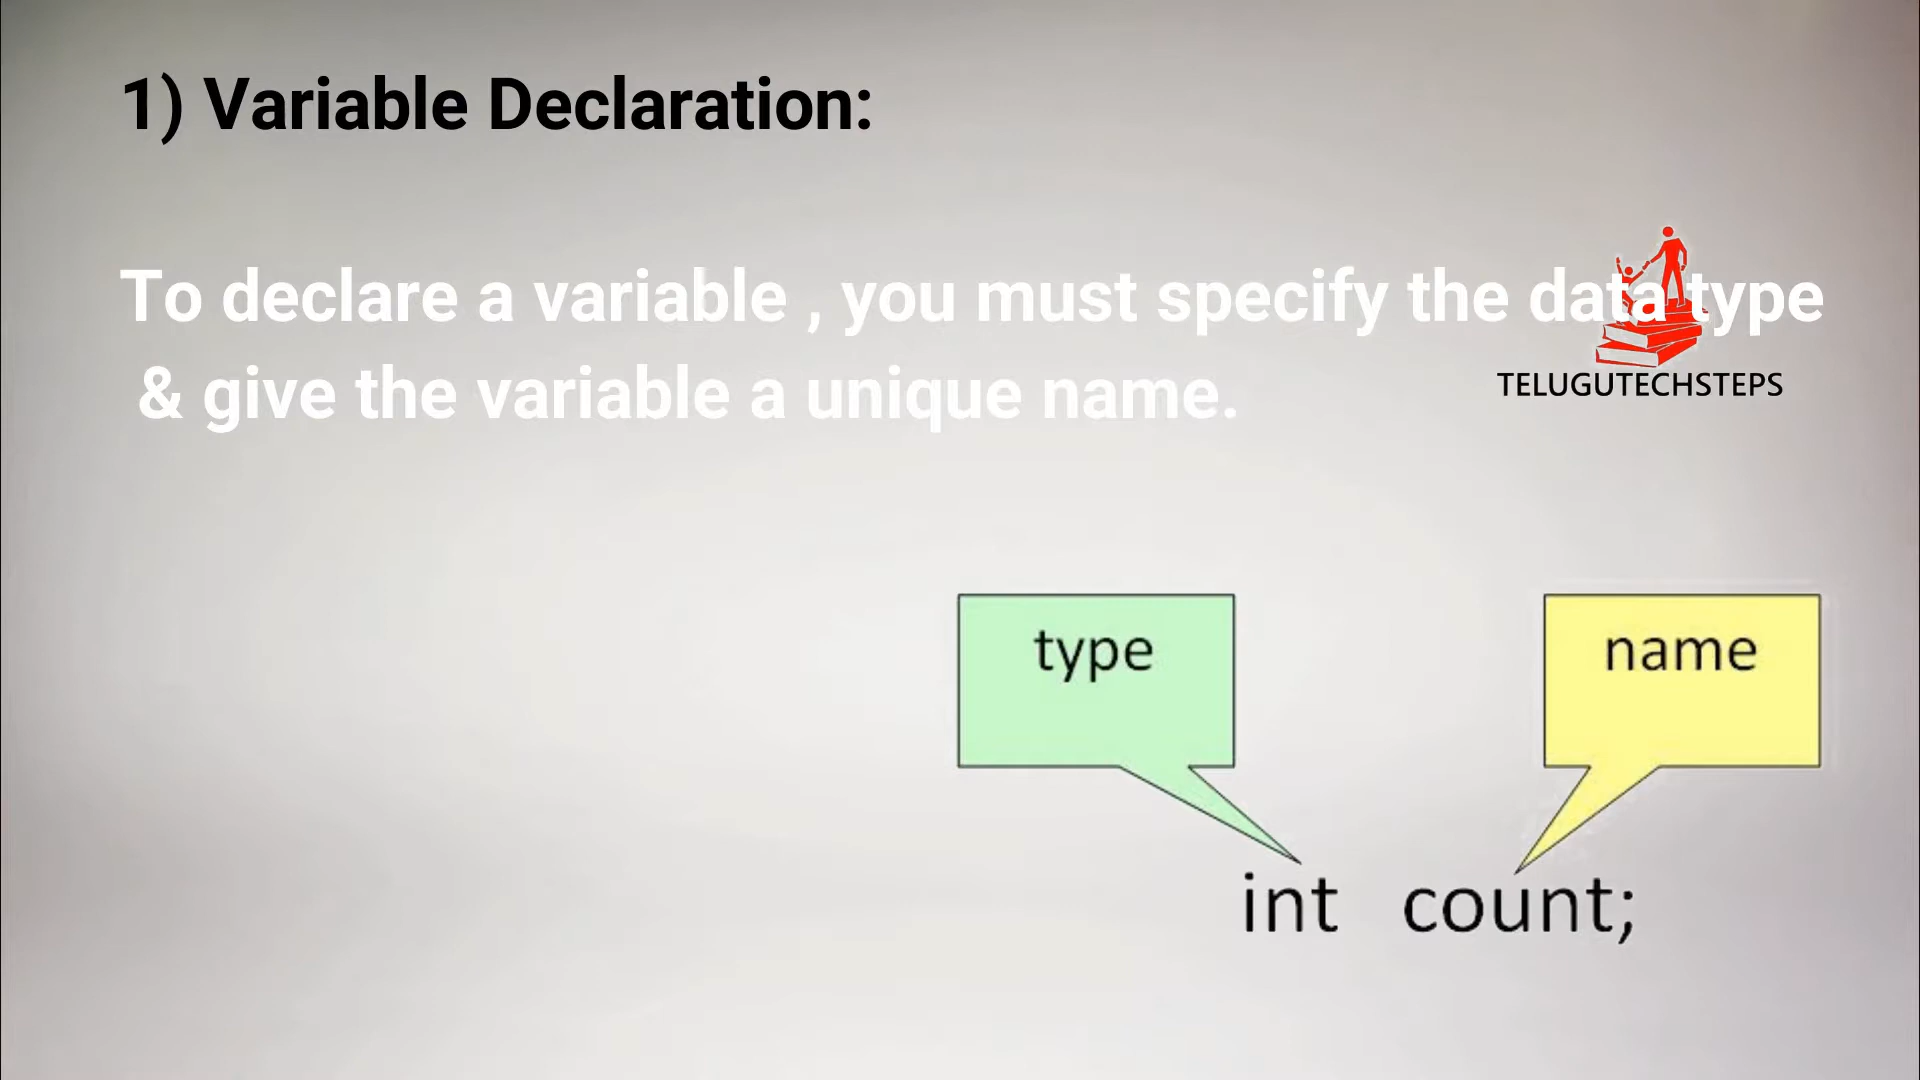 1) Variable Declaration:
To declare a variable , you must specify the data type
& give the variable a unique name.
TELUGUTECHSTEPS
type
name
int count;